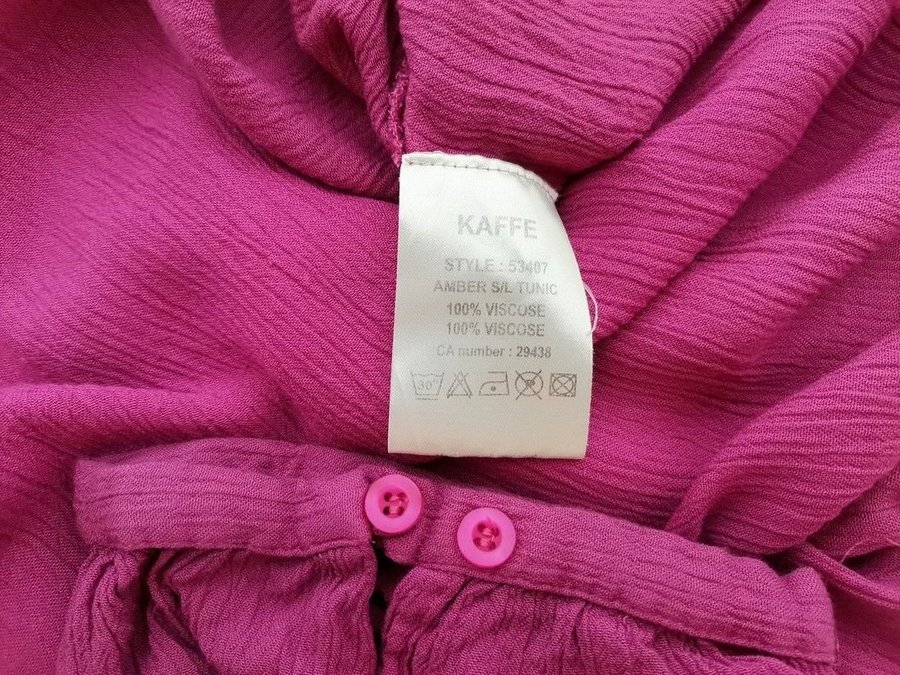 KAFFE
STYLE : 53407
AMBER S/L TUNIC
100% VISCOSE
100% VISCOSE
CA number : 29438
30°